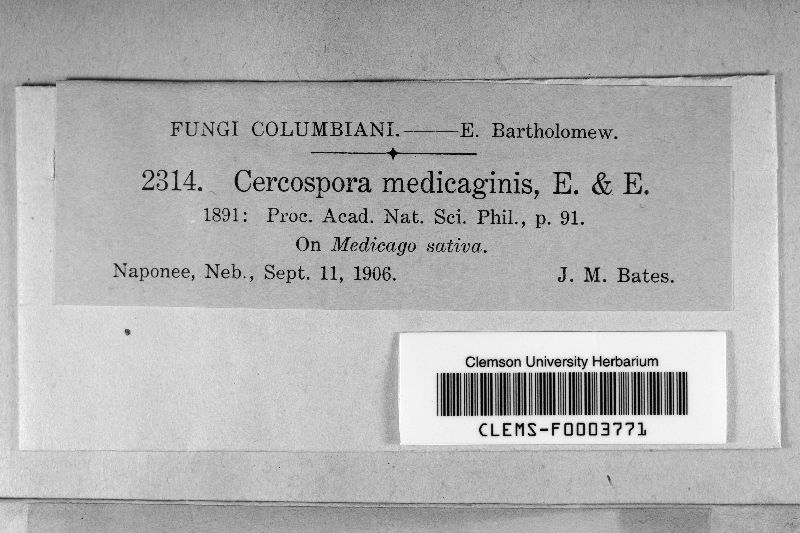 FUNGI COLUMBIANI.——E. Bartholomew.
2314. Cercospora medicaginis, E. & E.
1891: Proc. Acad. Nat. Sci. Phil., p. 91.
On Medicago sativa.
Naponee, Neb., Sept. 11, 1906. J. M. Bates.
Clemson University Herbarium
CLEMS-F0003771